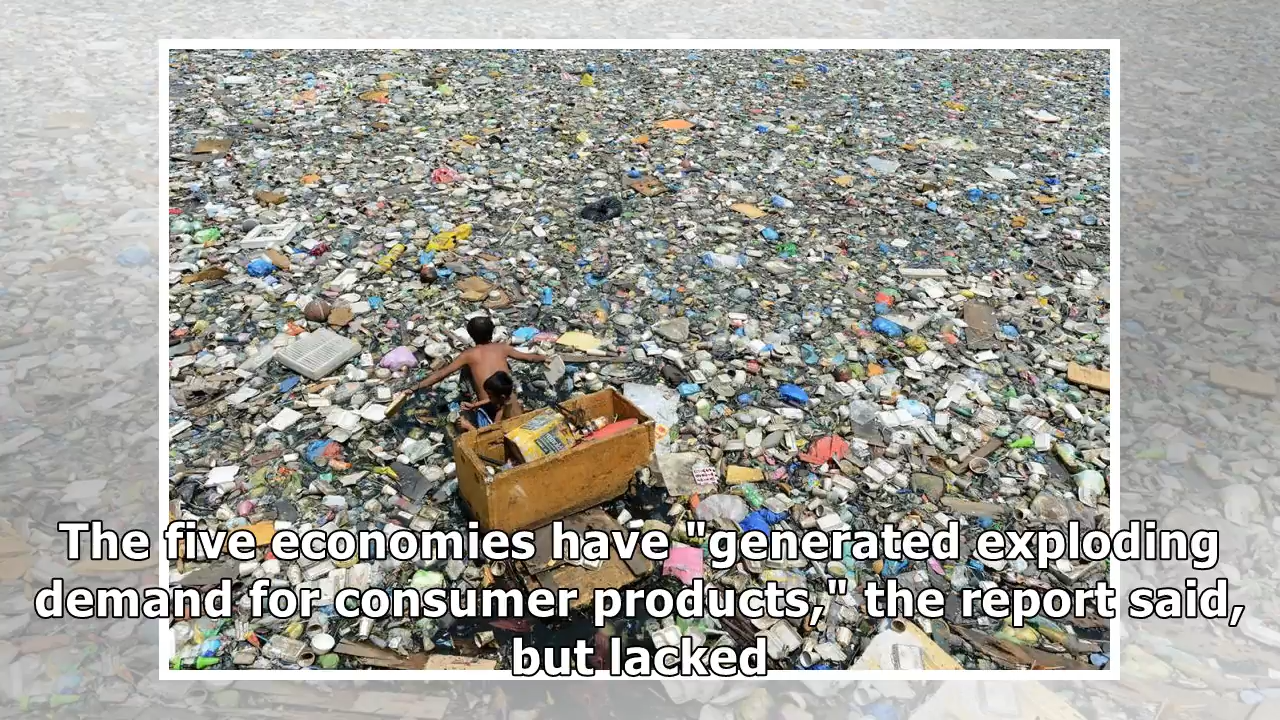 The five economies have "generated exploding
demand for consumer products," the report said,
but lacked